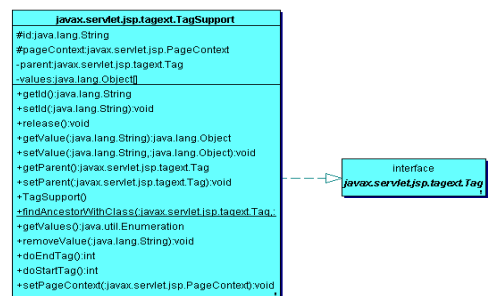 javax.servlet.jsp.tagext.TagSupport
#id:java.lang.String
#pageContext:javax.servlet.jsp.PageContext
-parent:javax.servlet.jsp.tagext.Tag
-values:java.lang.Object[]
+getId():java.lang.String
+setId(:java.lang.String):void
+release():void
+getValue(:java.lang.String):java.lang.Object
+setValue(:java.lang.String,:java.lang.Object):void
+getParent():javax.servlet.jsp.tagext.Tag
+setParent(:javax.servlet.jsp.tagext.Tag):void
+TagSupport()
+findAncestorWithClass(:javax.servlet.jsp.tagext.Tag,:
+getValues():java.util.Enumeration
+removeValue(:java.lang.String):void
+doEndTag():int
+doStartTag():int
+setPageContext(:javax.servlet.jsp.PageContext):void
interface
javax.servlet.jsp.tagext.Tag